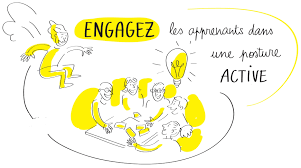 ENGAGEZ les apprenants dans
une posture
ACTIVE